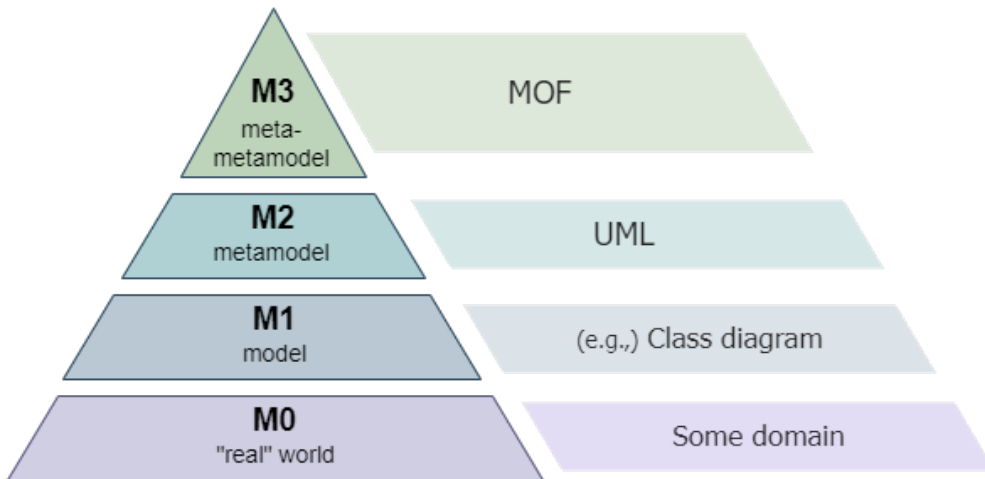 M3
meta-
metamodel
MOF
M2
metamodel
UML
M1
model
(e.g.,) Class diagram
M0
"real" world
Some domain